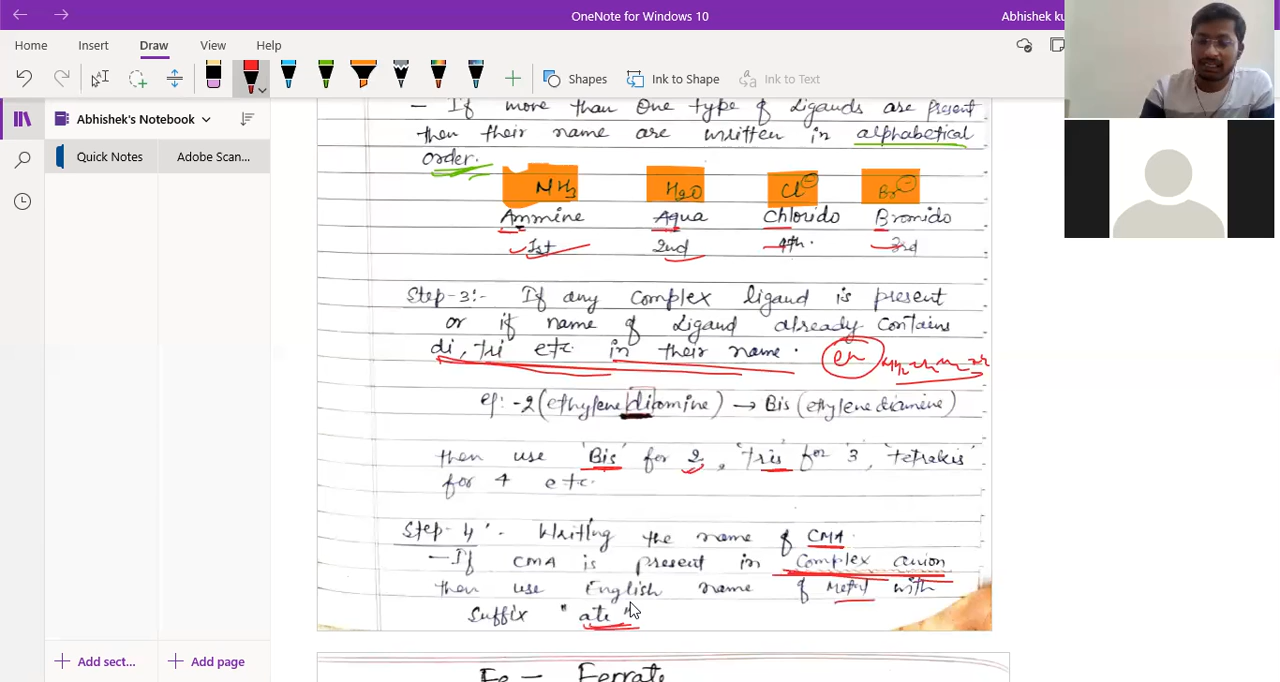 OneNote for Windows 10
Abhishek ku
Home Insert Draw View Help
Shapes Ink to Shape Ink to Text
Abhishek's Notebook
Quick Notes Adobe Scan...
- If more than One type of Ligands are present
then their name are written in alphabetical
order.
NH3 H2O Cl⊖ Br⊖
Ammine Aqua Chlorido Bromido
1st 2nd 4th. 3rd
Step-3:- If any complex ligand is present
or if name of Ligand already contains
di, tri etc. in their name. en
ef:-2(ethylenediamine) → Bis (ethylenediamine)
then use 'Bis' for 2, 'tris' for '3, 'tetrakis'
for 4 etc.
Step-4:- Writing the name of CMA.
-If CMA is present in Complex anion
then use English name of Metal with
Suffix "ate"
Fe - Ferrate
+ Add sect... + Add page